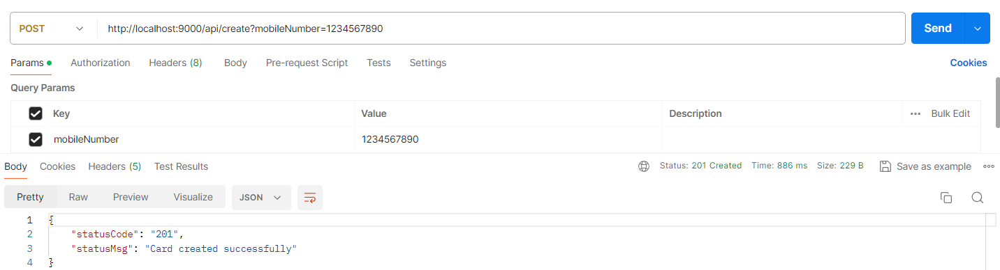 POST http://localhost:9000/api/create?mobileNumber=1234567890 Send
Params Authorization Headers (8) Body Pre-request Script Tests Settings Cookies
Query Params
Key Value Description ••• Bulk Edit
mobileNumber 1234567890
Body Cookies Headers (5) Test Results Status: 201 Created Time: 886 ms Size: 229 B Save as example •••
Pretty Raw Preview Visualize JSON
1 {
2 "statusCode": "201",
3 "statusMsg": "Card created successfully"
4 }